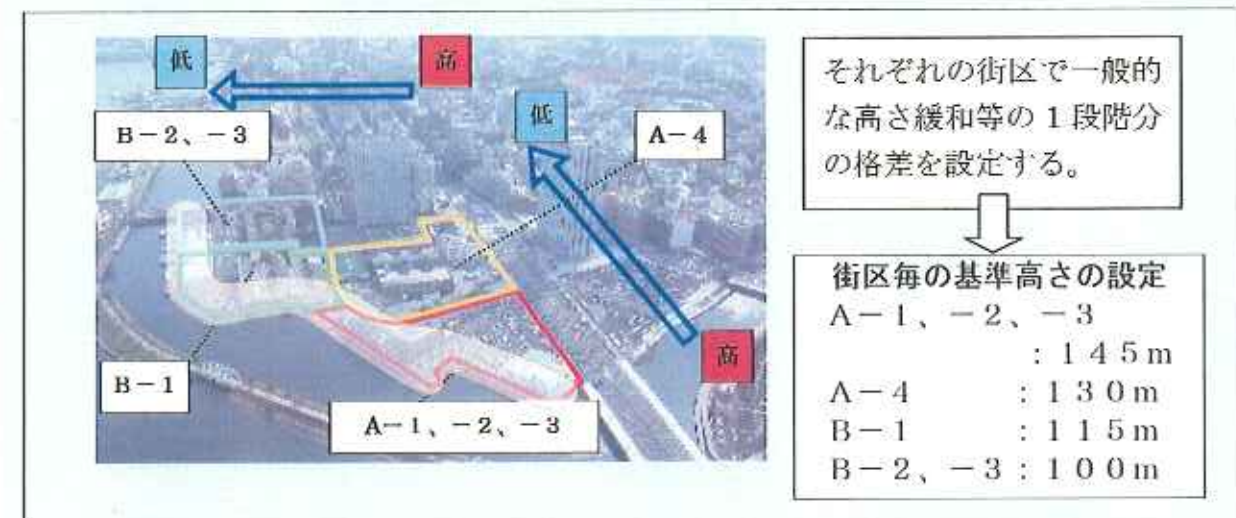 低
高
B－2、－3
低
A－4
B－1
高
A－1、－2、－3
それぞれの街区で一般的
な高さ緩和等の1段階分
の格差を設定する。
街区毎の基準高さの設定
A－1、－2、－3
：145m
A－4　　：130m
B－1　　：115m
B－2、－3：100m